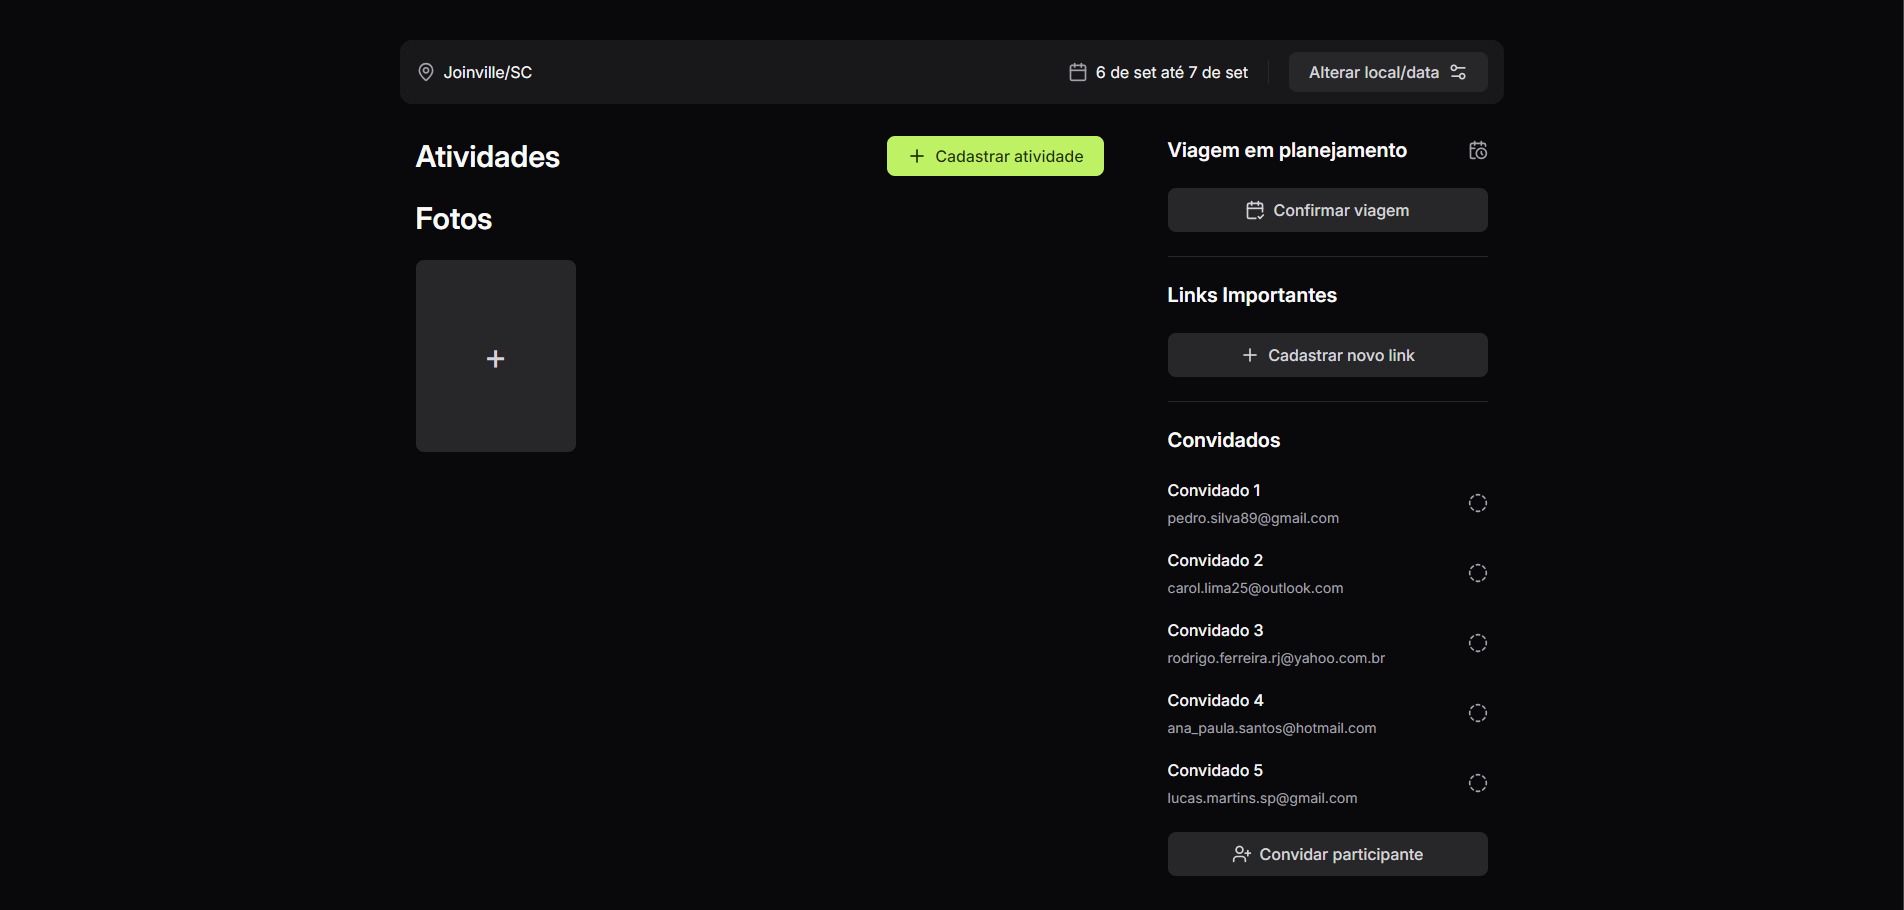 Joinville/SC
6 de set até 7 de set
Alterar local/data
Atividades
Cadastrar atividade
Fotos
+
Viagem em planejamento
Confirmar viagem
Links Importantes
Cadastrar novo link
Convidados
Convidado 1
pedro.silva89@gmail.com
Convidado 2
carol.lima25@outlook.com
Convidado 3
rodrigo.ferreira.rj@yahoo.com.br
Convidado 4
ana_paula.santos@hotmail.com
Convidado 5
lucas.martins.sp@gmail.com
Convidar participante